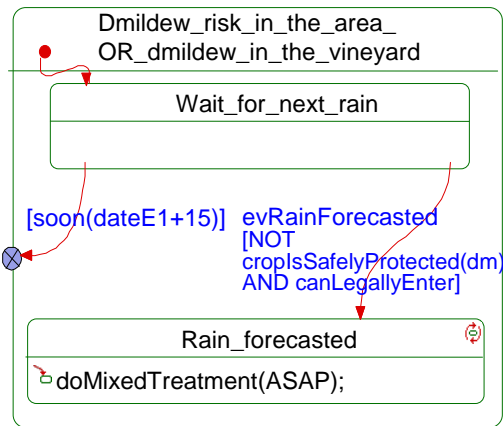 Dmildew_risk_in_the_area_
OR_dmildew_in_the_vineyard
Wait_for_next_rain
[soon(dateE1+15)]
evRainForecasted
[NOT
cropIsSafelyProtected(dm)
AND canLegallyEnter]
Rain_forecasted
doMixedTreatment(ASAP);